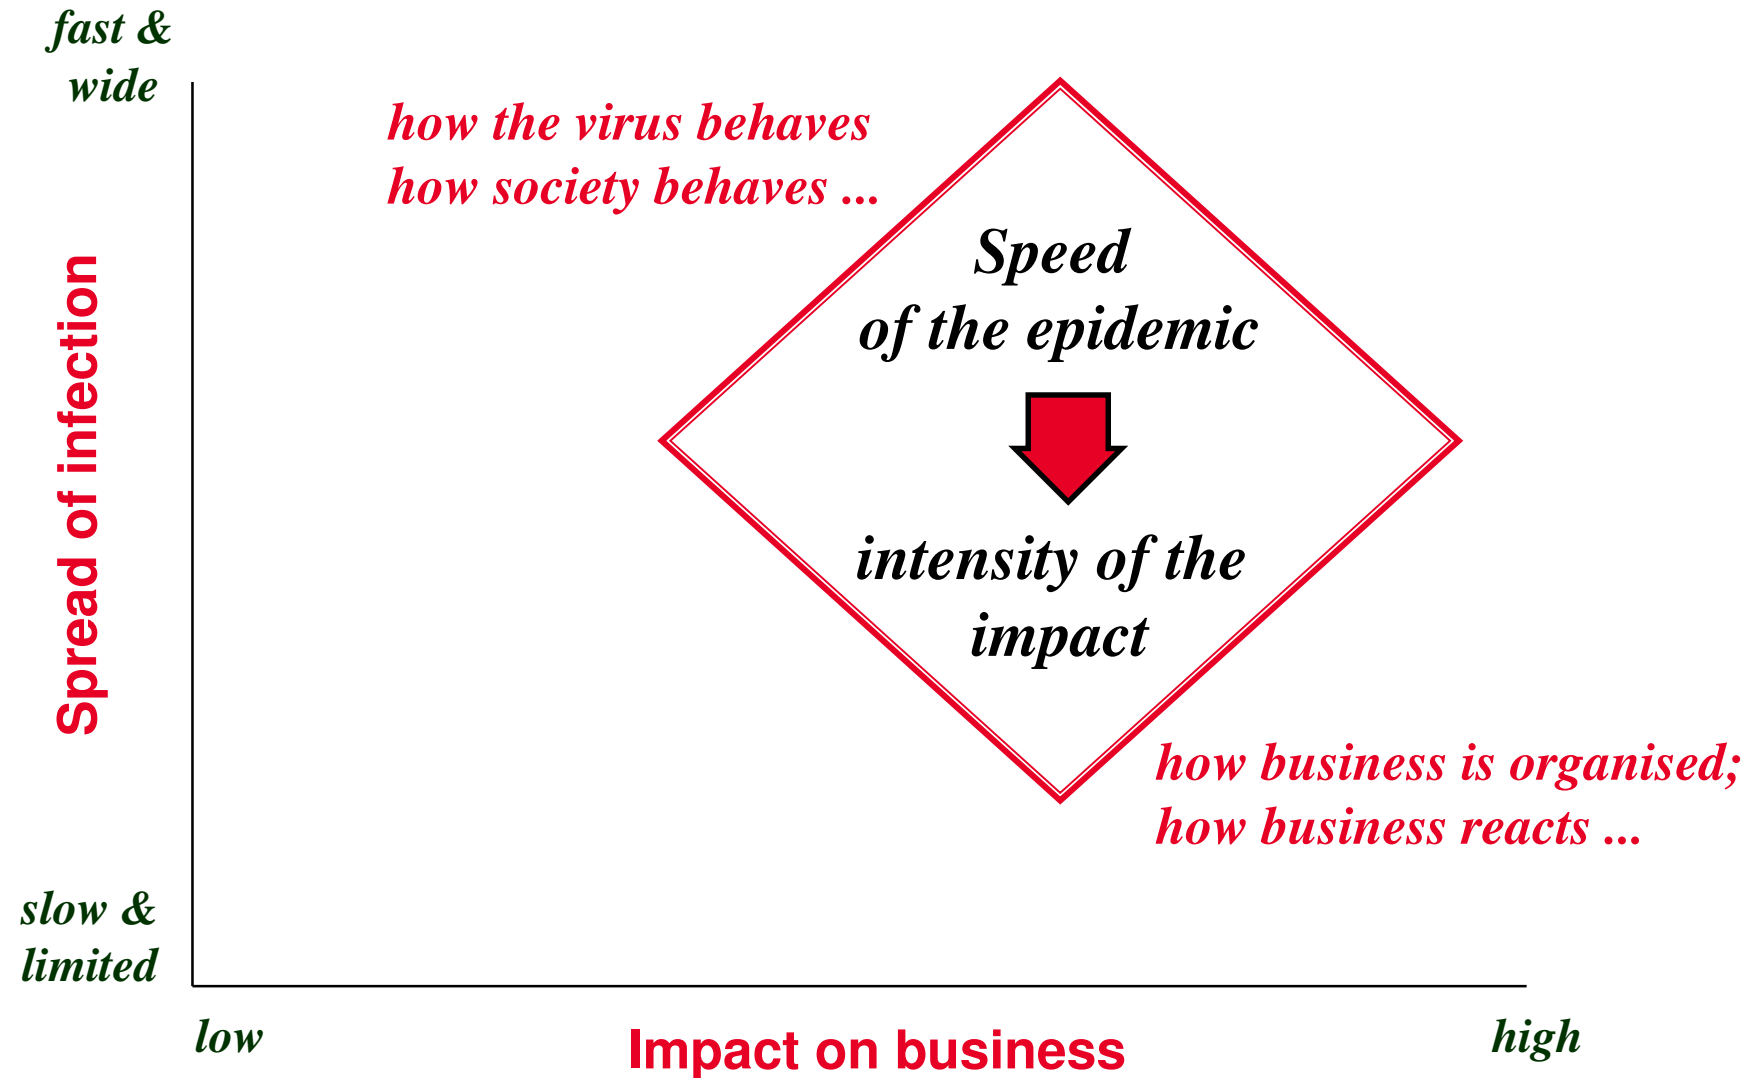 fast &
wide
how the virus behaves
how society behaves ...
Speed
of the epidemic
Spread of infection
intensity of the
impact
how business is organised;
how business reacts ...
slow &
limited
low
Impact on business
high